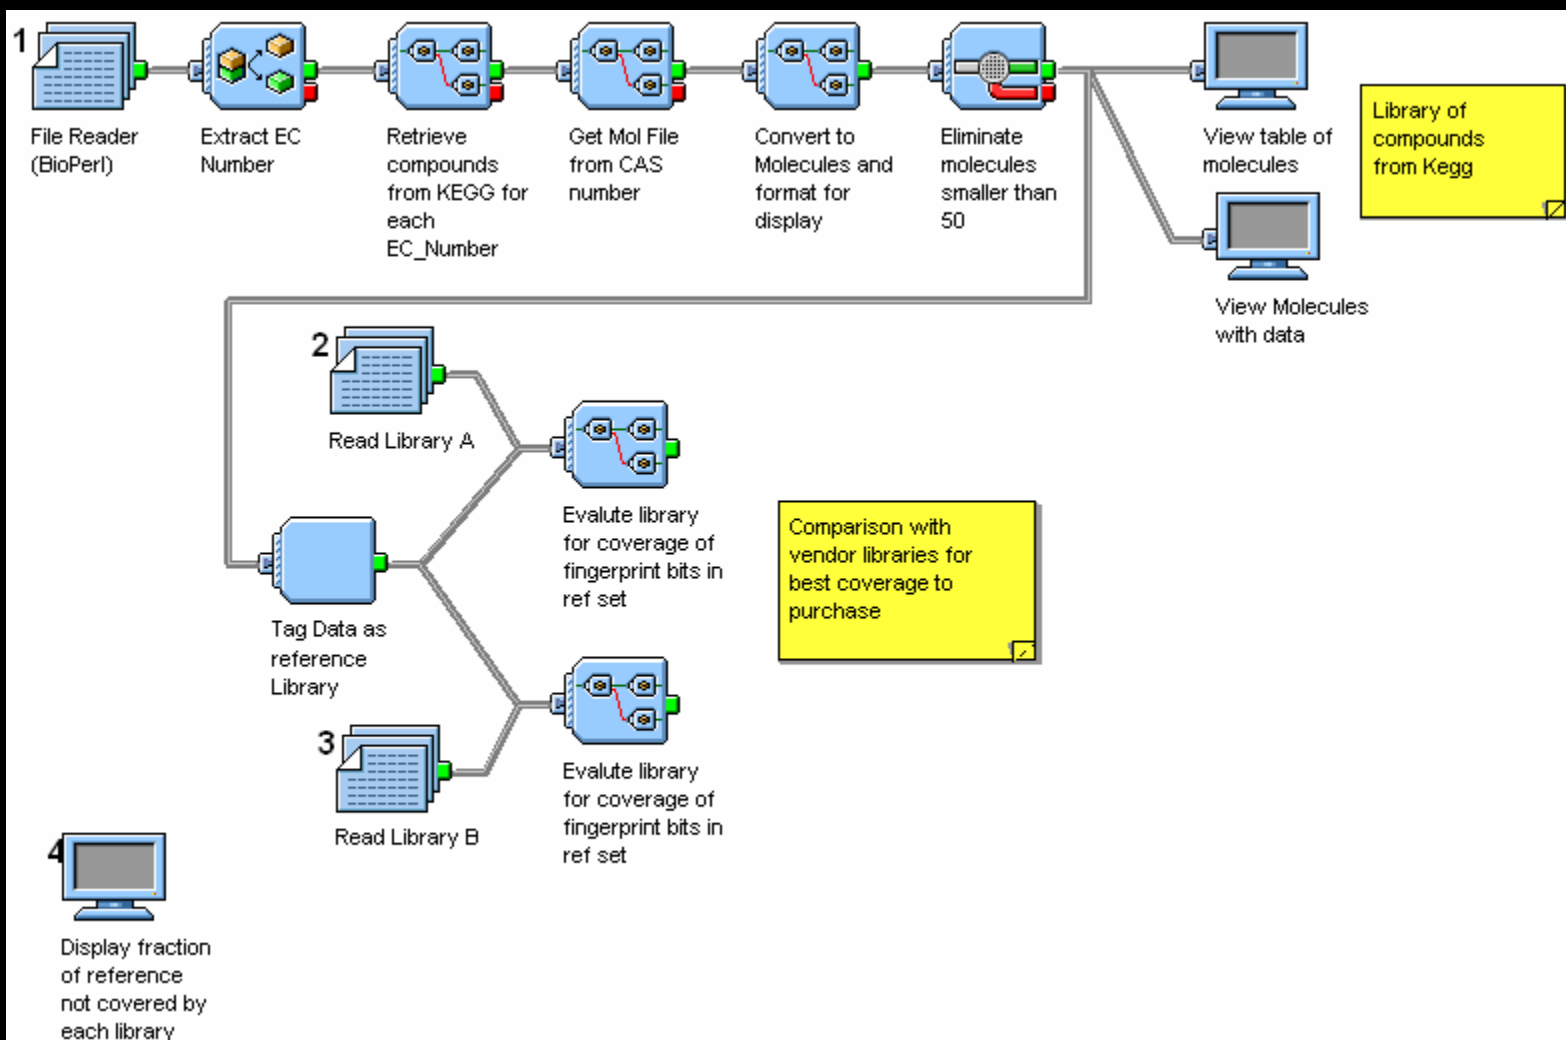 1
File Reader
(BioPerl)
Extract EC
Number
Retrieve
compounds
from KEGG for
each
EC_Number
Get Mol File
from CAS
number
Convert to
Molecules and
format for
display
Eliminate
molecules
smaller than
50
View table of
molecules
Library of
compounds
from Kegg
View Molecules
with data
2
Read Library A
Evalute library
for coverage of
fingerprint bits in
ref set
Comparison with
vendor libraries for
best coverage to
purchase
Tag Data as
reference
Library
3
Read Library B
Evalute library
for coverage of
fingerprint bits in
ref set
4
Display fraction
of reference
not covered by
each library